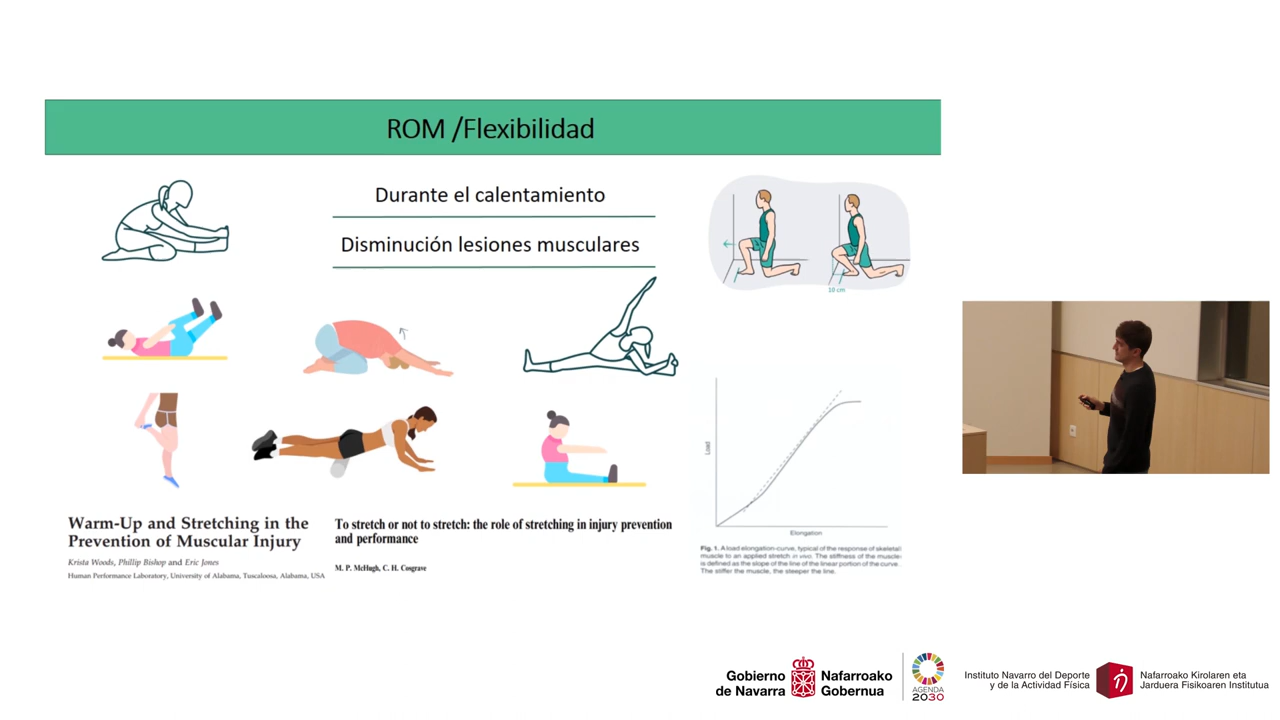 ROM /Flexibilidad
Durante el calentamiento
Disminución lesiones musculares
18 cm
Load
Elongation
Fig. 1. A load elongation-curve, typical of the response of skeletal
muscle to an applied stretch in vivo. The stiffness of the muscle
is defined as the slope of the line of the linear portion of the curve.
The stiffer the muscle, the steeper the line.
Warm-Up and Stretching in the
Prevention of Muscular Injury
Krista Woods, Phillip Bishop and Eric Jones
Human Performance Laboratory, University of Alabama, Tuscaloosa, Alabama, USA
To stretch or not to stretch: the role of stretching in injury prevention
and performance
M. P. McHugh, C. H. Cosgrave
Gobierno
de Navarra
Nafarroako
Gobernua
AGENDA
2030
Instituto Navarro del Deporte
y de la Actividad Física
Nafarroako Kirolaren eta
Jarduera Fisikoaren Institutua